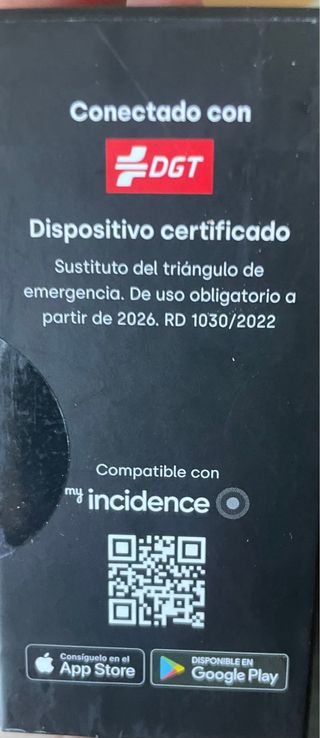 Conectado con
DGT
Dispositivo certificado
Sustituto del triángulo de
emergencia. De uso obligatorio a
partir de 2026. RD 1030/2022
Compatible con
my incidence
Consíguelo en el
App Store
DISPONIBLE EN
Google Play